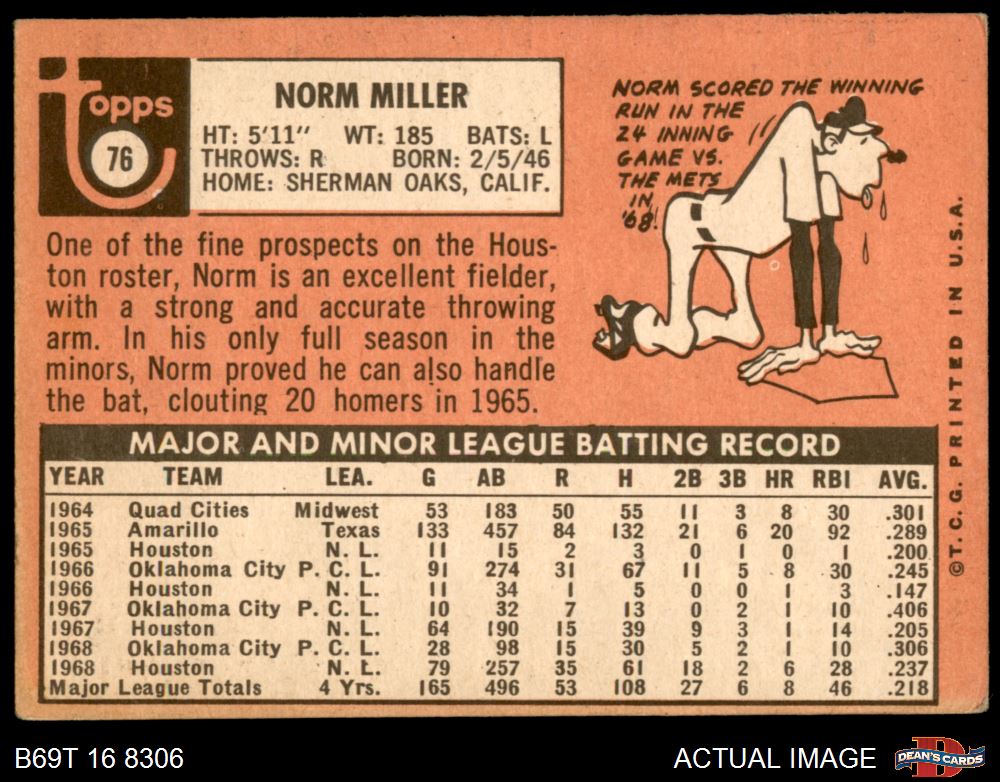 Topps
76
NORM MILLER
HT: 5'11" WT: 185 BATS: L
THROWS: R BORN: 2/5/46
HOME: SHERMAN OAKS, CALIF.
NORM SCORED THE WINNING
RUN IN THE
24 INNING
GAME VS.
THE METS
IN
'68!
One of the fine prospects on the Hous-
ton roster, Norm is an excellent fielder,
with a strong and accurate throwing
arm. In his only full season in the
minors, Norm proved he can also handle
the bat, clouting 20 homers in 1965.
MAJOR AND MINOR LEAGUE BATTING RECORD
YEAR TEAM LEA. G AB R H 2B 3B HR RBI AVG.
1964 Quad Cities Midwest 53 183 50 55 11 3 8 30 .301
1965 Amarillo Texas 133 457 84 132 21 6 20 92 .289
1965 Houston N. L. 11 15 2 3 0 1 0 1 .200
1966 Oklahoma City P. C. L. 91 274 31 67 11 5 8 30 .245
1966 Houston N. L. 11 34 1 5 0 0 1 3 .147
1967 Oklahoma City P. C. L. 10 32 7 13 0 2 1 10 .406
1967 Houston N. L. 64 190 15 39 9 3 1 14 .205
1968 Oklahoma City P. C. L. 28 98 15 30 5 2 1 10 .306
1968 Houston N. L. 79 257 35 61 18 2 6 28 .237
Major League Totals 4 Yrs. 165 496 53 108 27 6 8 46 .218
©T. C. G. PRINTED IN U.S.A.
B69T 16 8306
ACTUAL IMAGE
D
DEAN'S CARDS